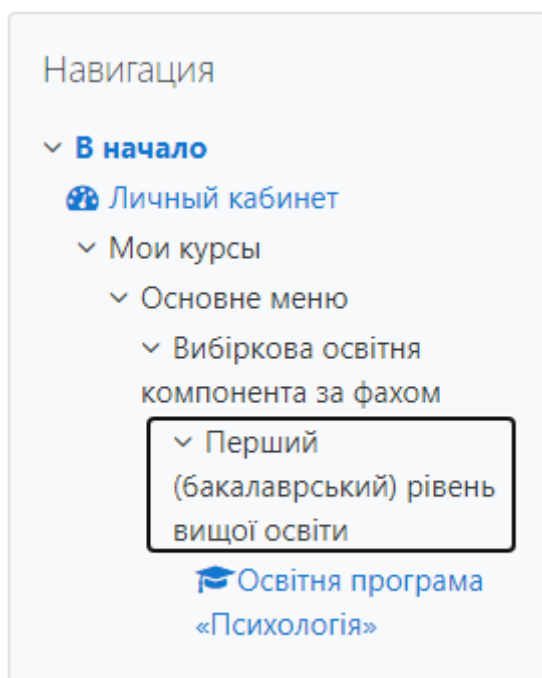 Навигация
В начало
Личный кабинет
Мои курсы
Основне меню
Вибіркова освітня
компонента за фахом
Перший
(бакалаврський) рівень
вищої освіти
Освітня програма
«Психологія»